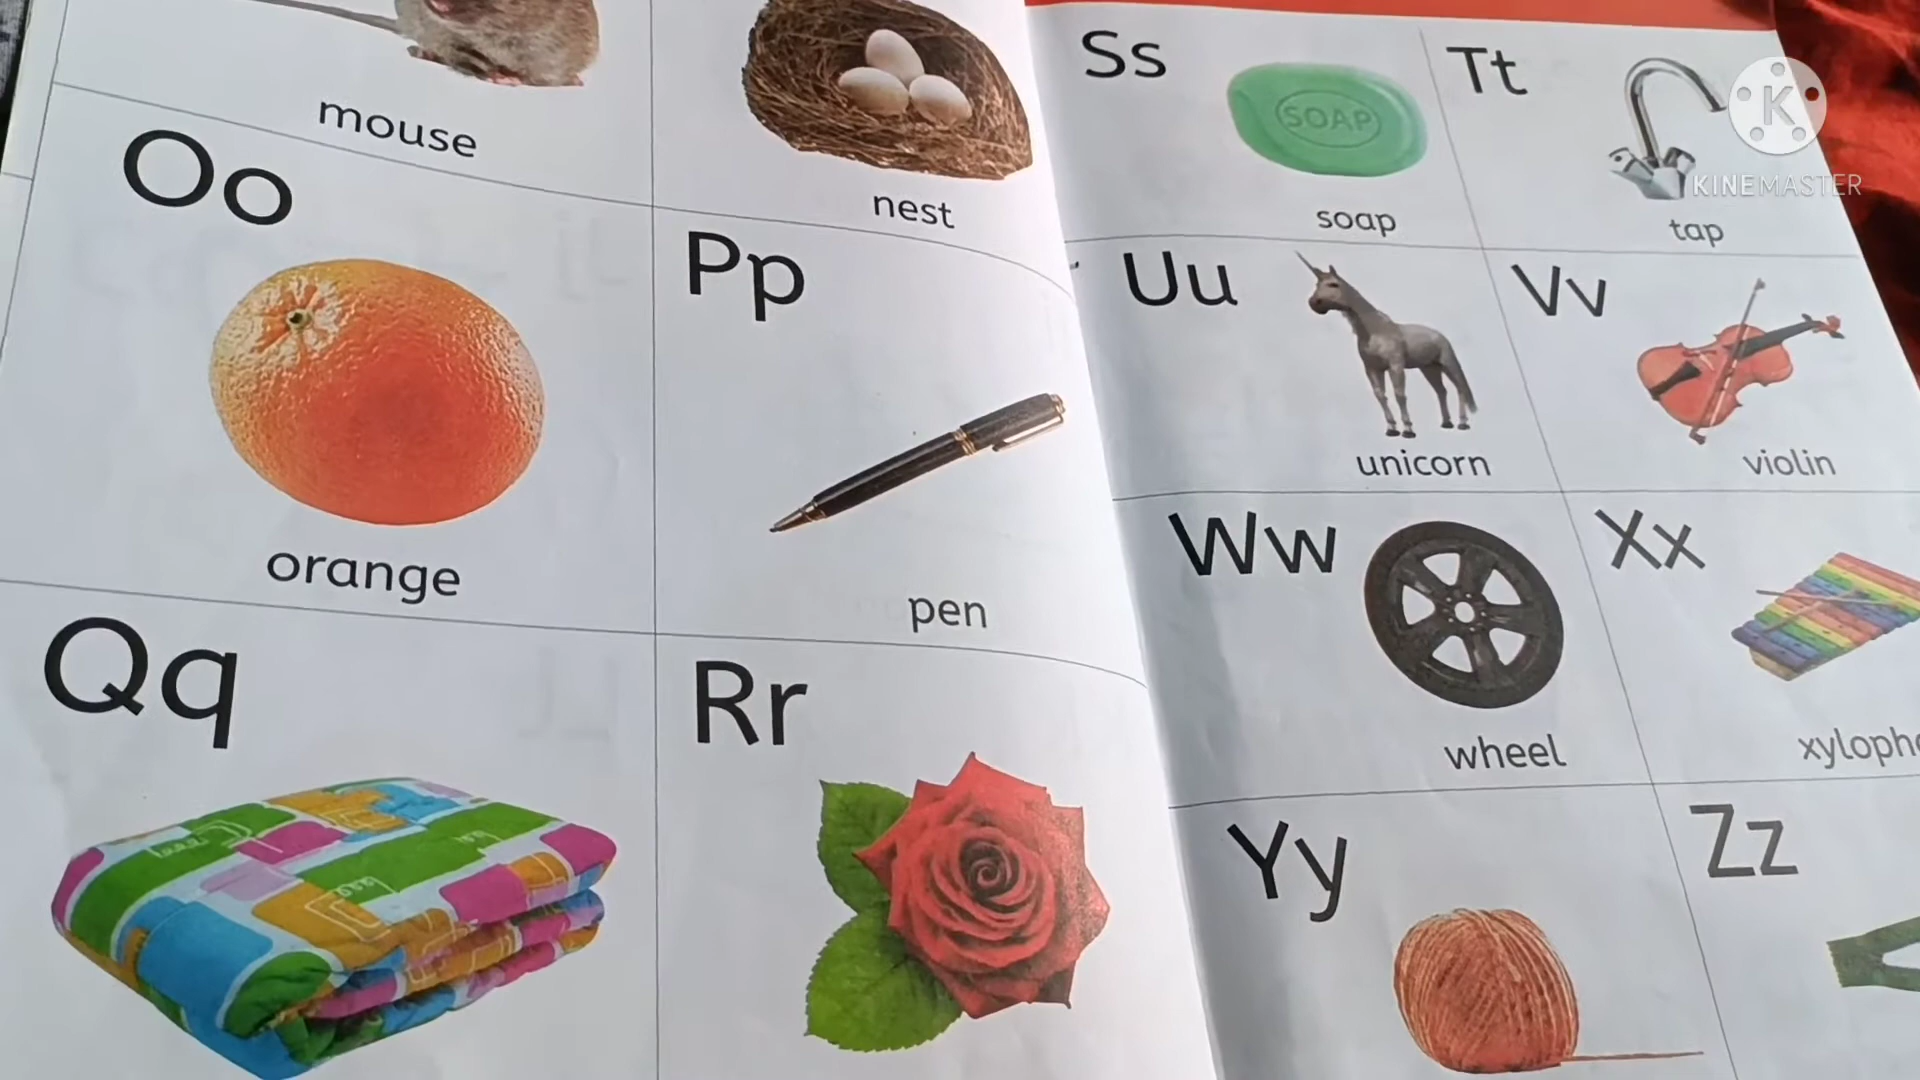 mouse
nest
Oo
orange
Pp
pen
Qq
Rr
Ss
SOAP
soap
Tt
tap
Uu
unicorn
Vv
violin
Ww
wheel
Xx
Yy
Zz
K
KINEMASTER